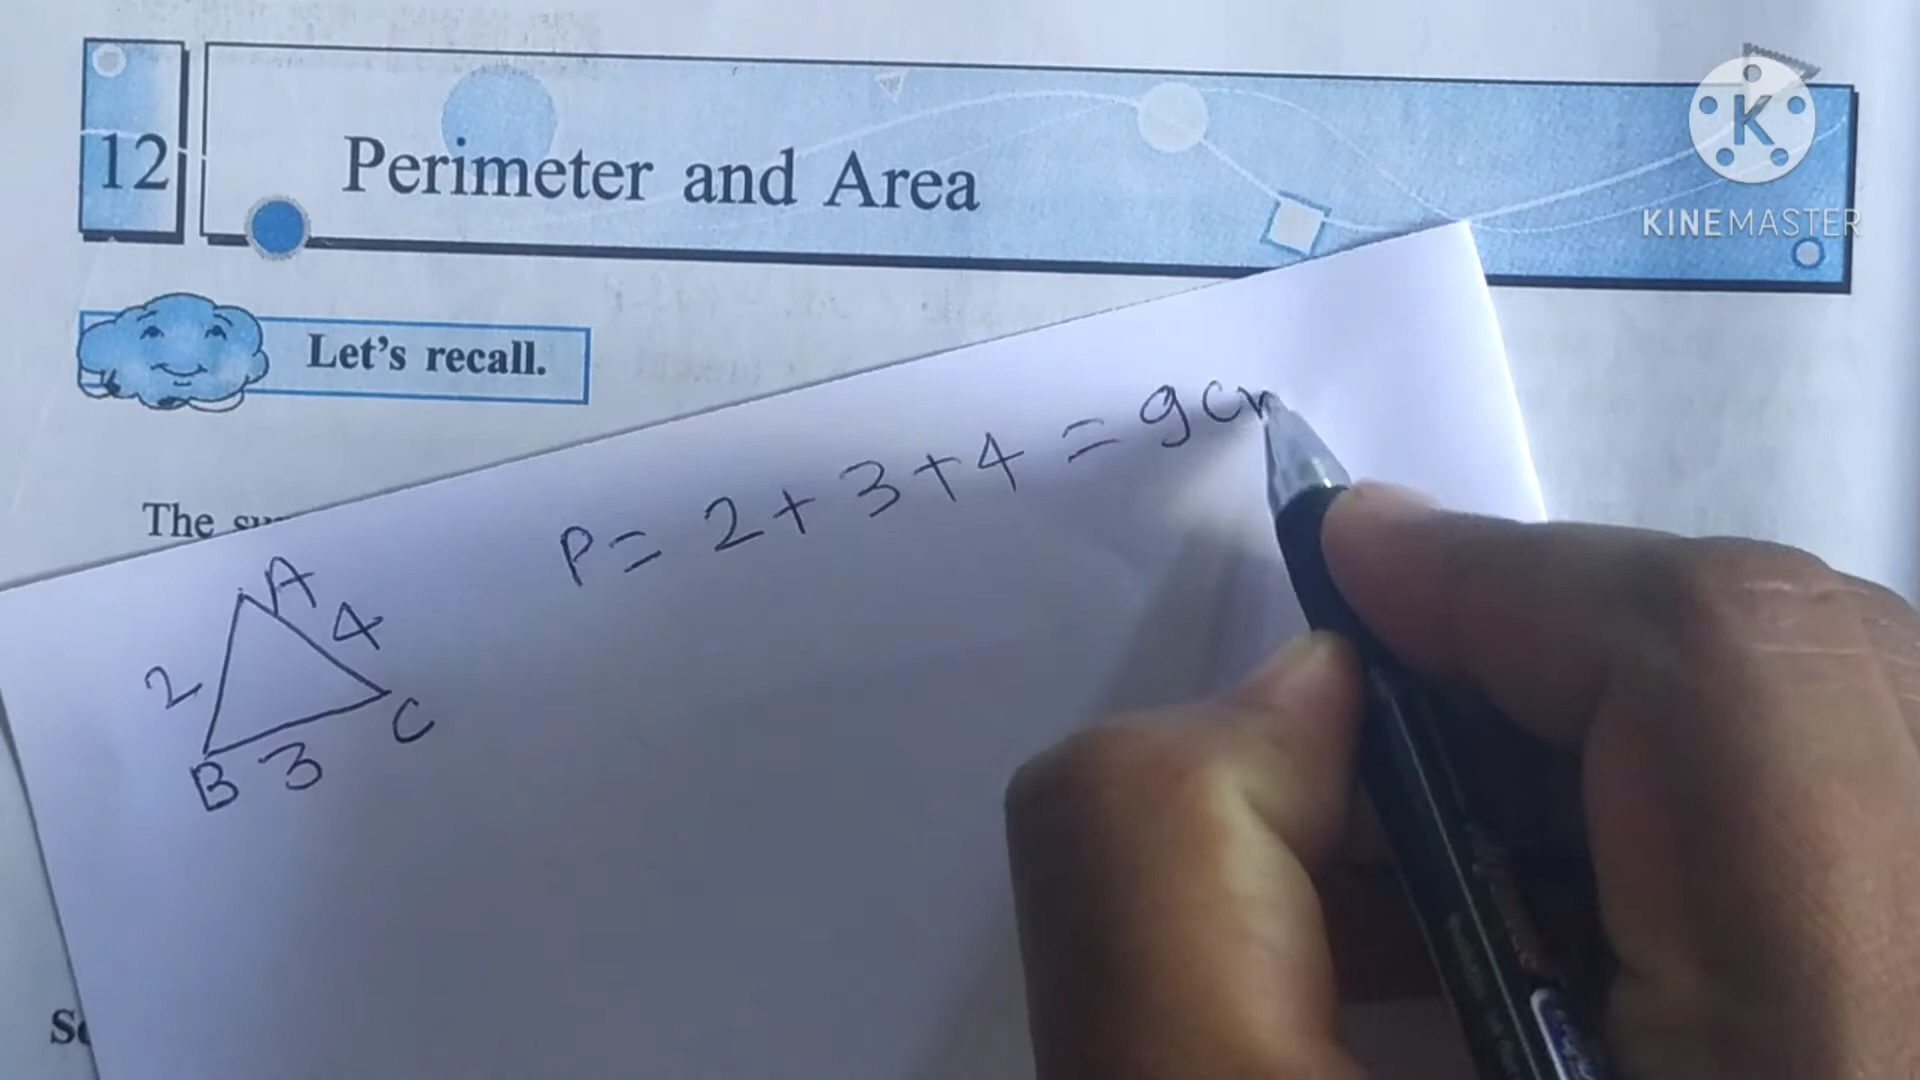 12
Perimeter and Area
KINEMASTER
Let's recall.
The
P = 2 + 3 + 4 = 9 cm
A
4
2
C
B 3